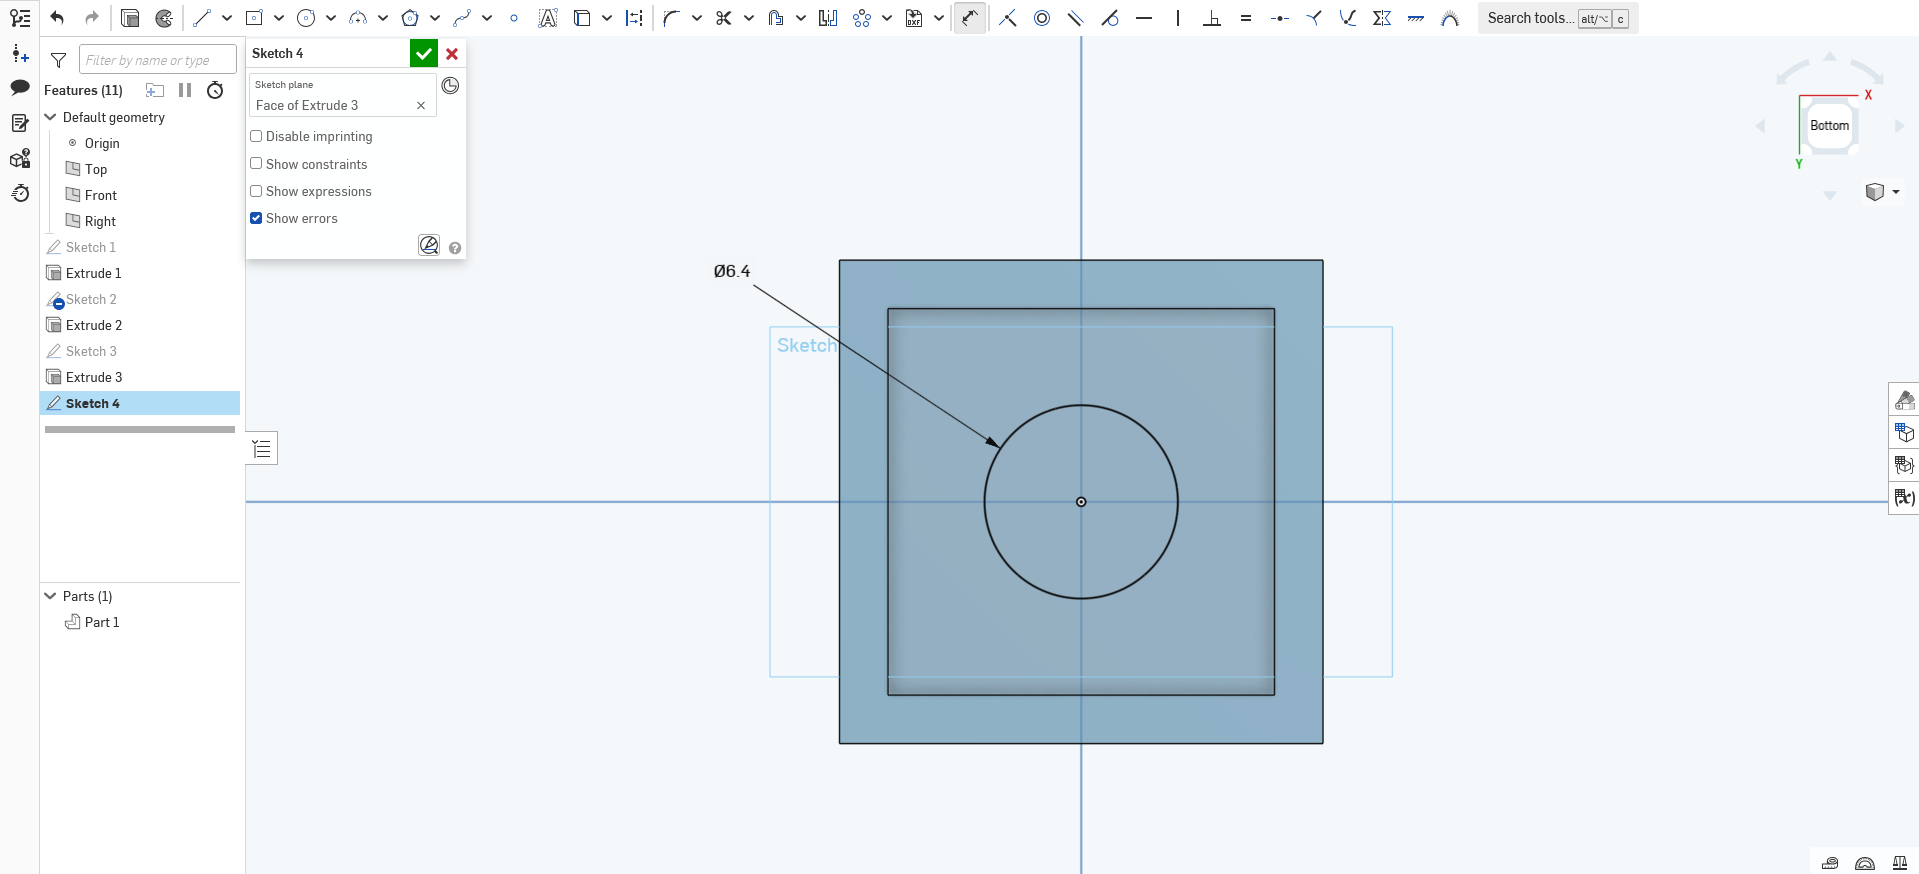 Search tools... alt/⌥ c
Sketch 4
Filter by name or type
Sketch plane
Face of Extrude 3
Features (11)
Default geometry
Origin
Top
Front
Right
Sketch 1
Extrude 1
Sketch 2
Extrude 2
Sketch 3
Extrude 3
Sketch 4
Disable imprinting
Show constraints
Show expressions
Show errors
Parts (1)
Part 1
Ø6.4
Sketch
X
Bottom
Y
DXF
(x)